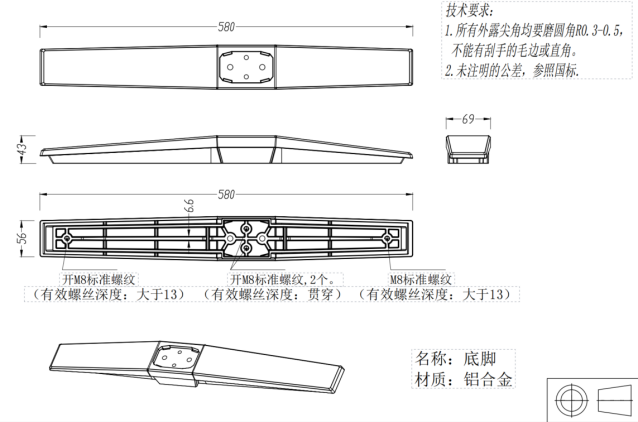 580
技术要求:
1.所有外露尖角均要磨圆角R0.3-0.5,
不能有刮手的毛边或直角。
2.未注明的公差，参照国标.
43
69
580
6.6
56
开M8标准螺纹
(有效螺丝深度：大于13)
开M8标准螺纹,2个。
(有效螺丝深度：贯穿)
M8标准螺纹
(有效螺丝深度：大于13)
名称：底脚
材质：铝合金